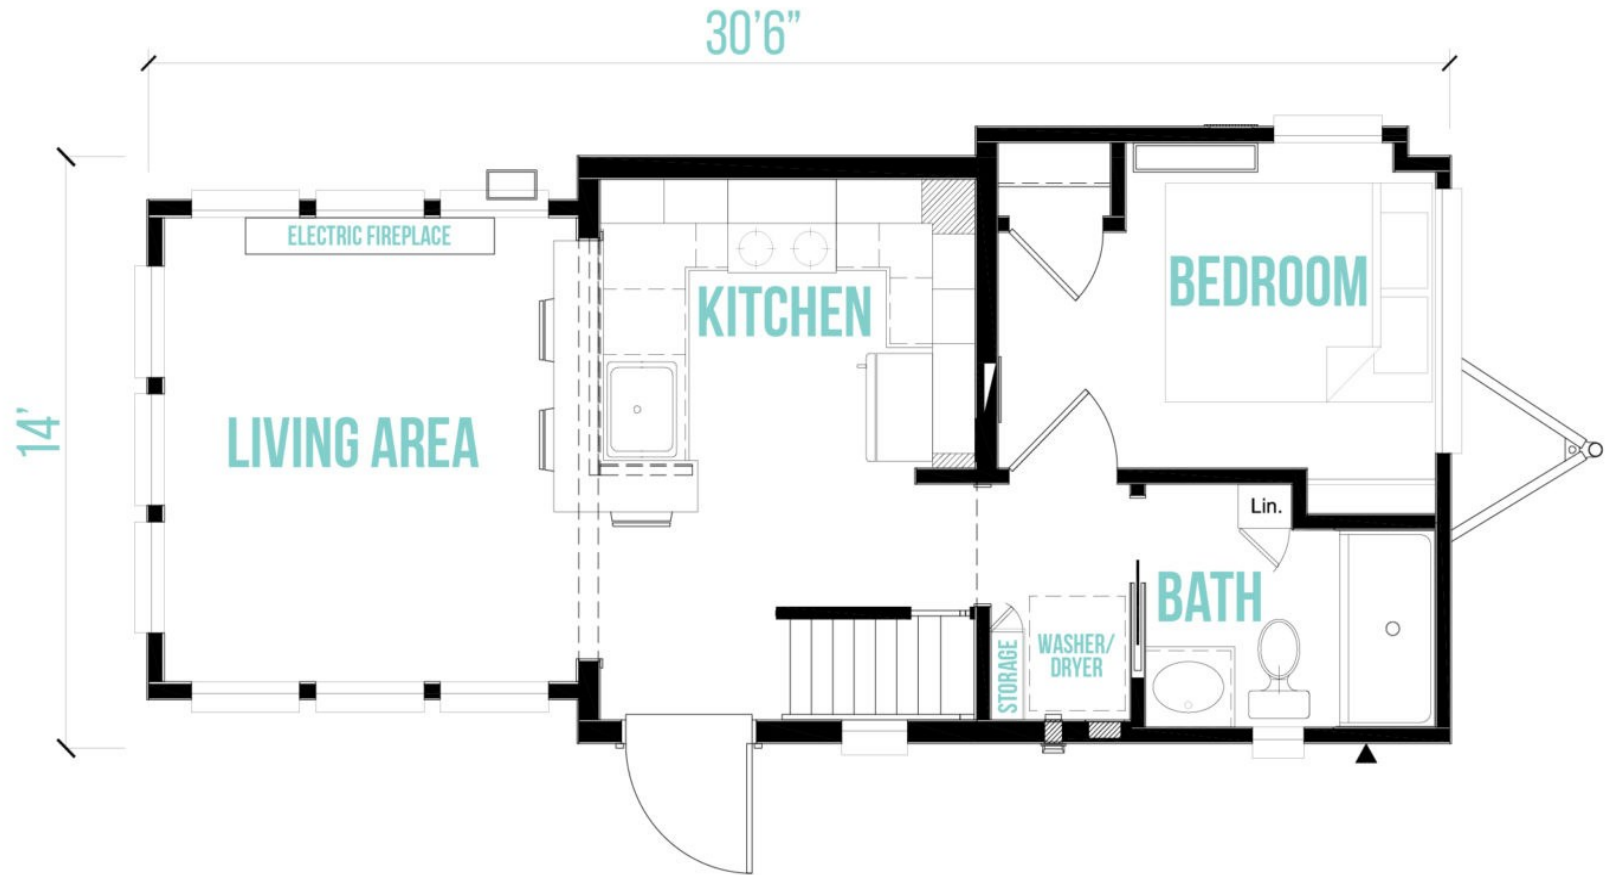 30'6”
14'
ELECTRIC FIREPLACE
KITCHEN
BEDROOM
LIVING AREA
Lin.
BATH
STORAGE
WASHER/
DRYER